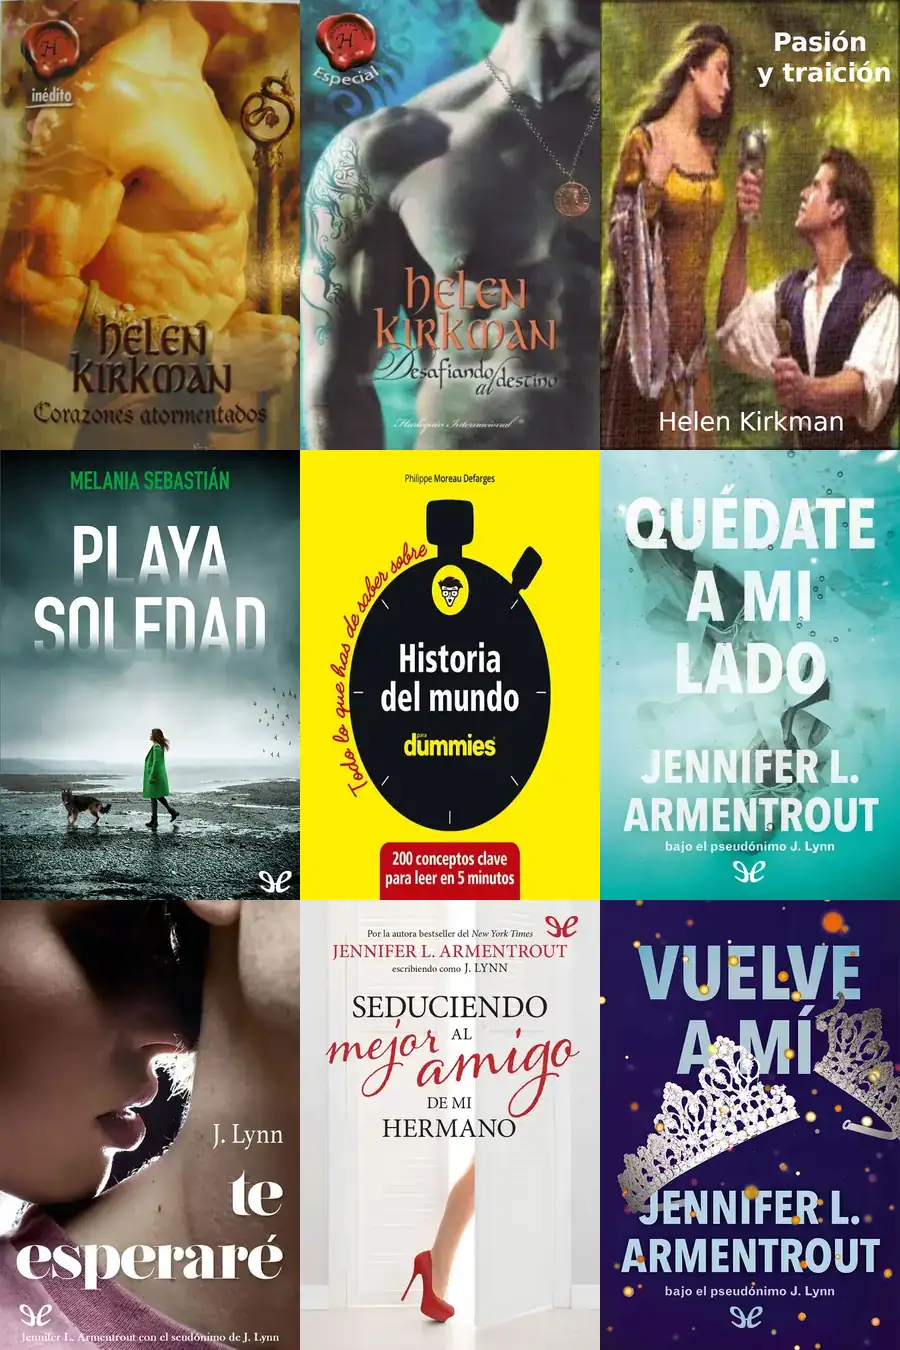 H
inédito
HELEN
KIRKMAN
Corazones atormentados
H
Especial
HELEN
KIRKMAN
Desafiando
al destino
Harlequin Internacional
Pasión
y traición
Helen Kirkman
MELANIA SEBASTIÁN
PLAYA
SOLEDAD
Philippe Moreau Defarges
Todo lo que has de saber sobre
Historia
del mundo
para
dummies
200 conceptos clave
para leer en 5 minutos
QUÉDATE
A MI
LADO
JENNIFER L.
ARMENTROUT
bajo el pseudónimo J. Lynn
J. Lynn
te
esperaré
Jennifer L. Armentrout con el seudónimo de J. Lynn
Por la autora bestseller del New York Times
JENNIFER L. ARMENTROUT
escribiendo como J. LYNN
SEDUCIENDO
AL
mejor
amigo
DE MI
HERMANO
VUELVE
A MÍ
JENNIFER L.
ARMENTROUT
bajo el pseudónimo J. Lynn